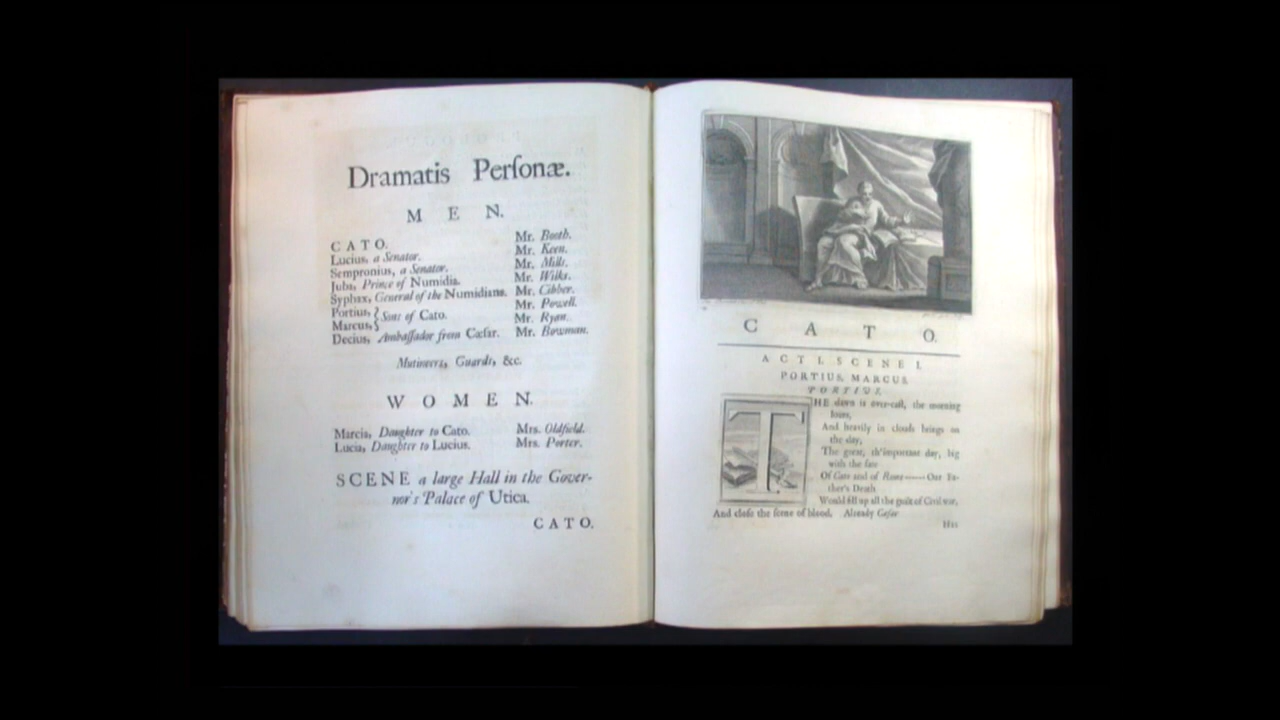 Dramatis Perſonæ.
M E N.
CATO. Mr. Booth.
Lucius, a Senator. Mr. Keen.
Sempronius, a Senator. Mr. Mills.
Juba, Prince of Numidia. Mr. Wilks.
Syphax, General of the Numidians. Mr. Cibber.
Portius, } Sons of Cato. Mr. Powell.
Marcus, } Mr. Ryan.
Decius, Ambaſſador from Cæſar. Mr. Bowman.
Mutineers, Guards, &c.
W O M E N.
Marcia, Daughter to Cato. Mrs. Oldfield.
Lucia, Daughter to Lucius. Mrs. Porter.
SCENE a large Hall in the Gover-
nor's Palace of Utica.
CATO.
C A T O.
ACT I. SCENE I.
PORTIUS, MARCUS.
PORTIUS.
THE dawn is over-caſt, the morning
lours,
And heavily in clouds brings on
the day,
The great, th'important day, big
with the fate
Of Cato and of Rome——Our Fa-
ther's Death
Would fill up all the guilt of Civil war,
And cloſe the ſcene of blood. Already Cæſar
Has